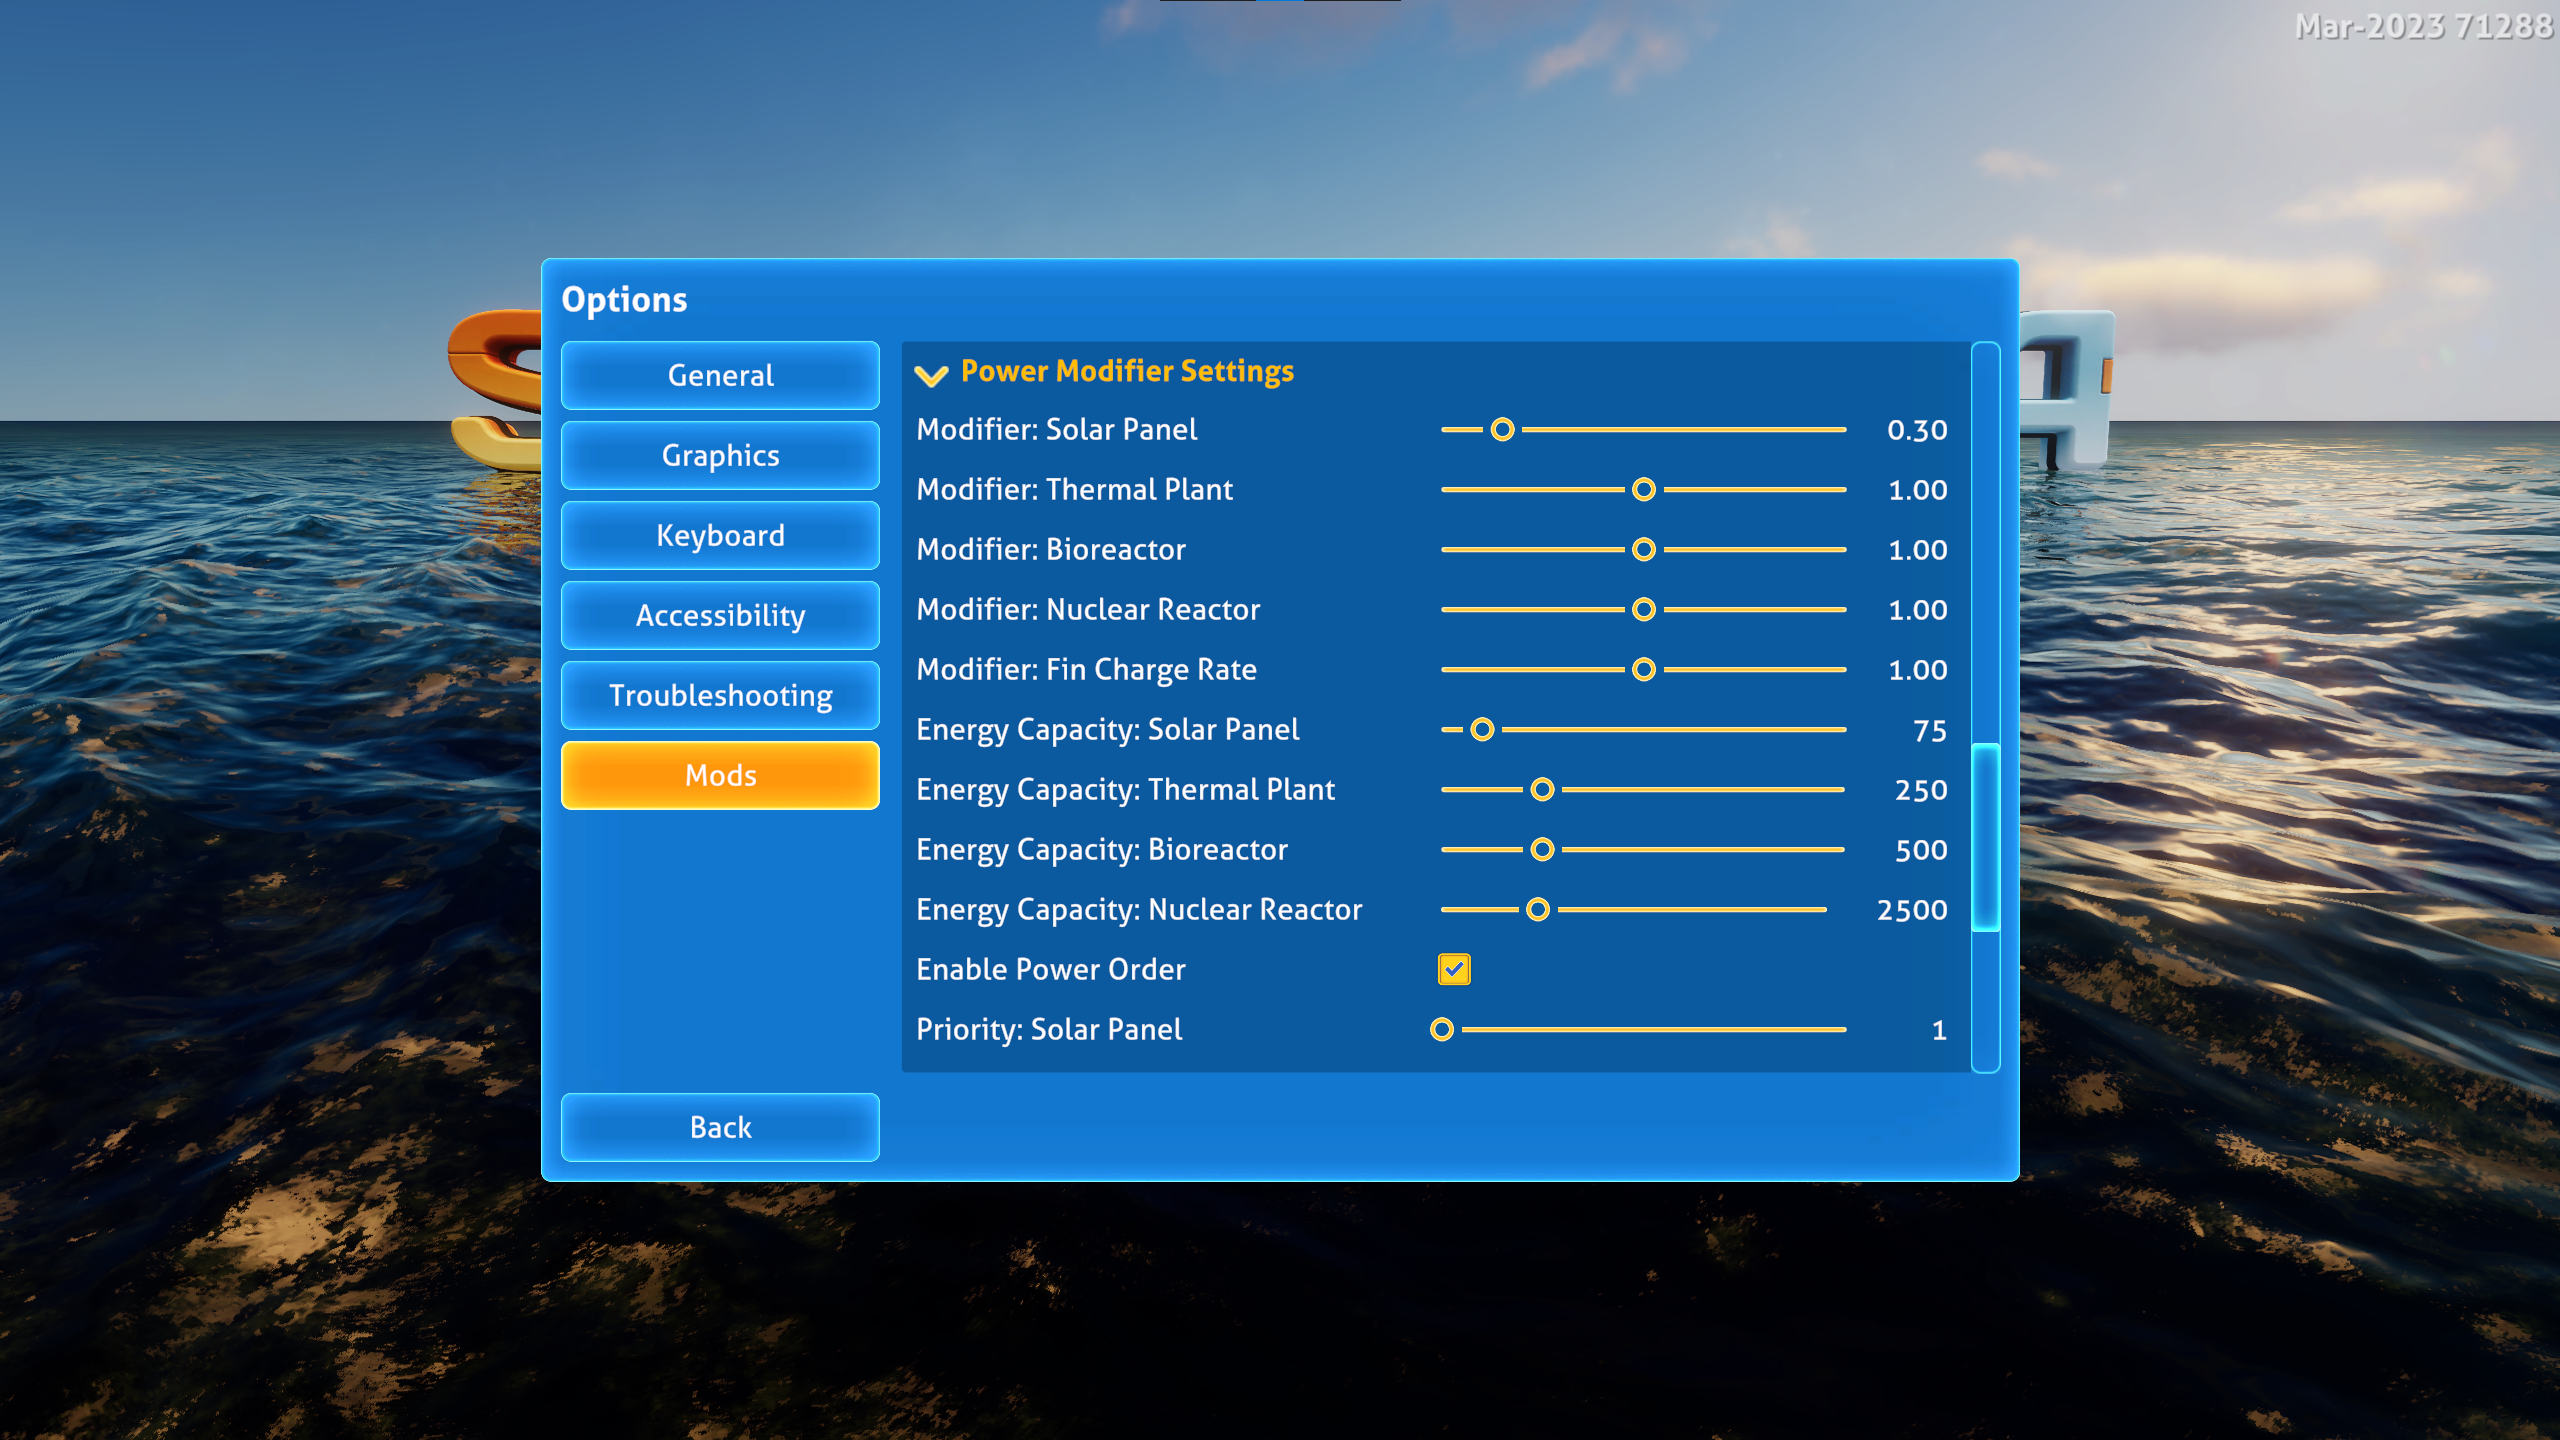 Mar-2023 71288
Options
General
Graphics
Keyboard
Accessibility
Troubleshooting
Mods
Back
Power Modifier Settings
Modifier: Solar Panel 0.30
Modifier: Thermal Plant 1.00
Modifier: Bioreactor 1.00
Modifier: Nuclear Reactor 1.00
Modifier: Fin Charge Rate 1.00
Energy Capacity: Solar Panel 75
Energy Capacity: Thermal Plant 250
Energy Capacity: Bioreactor 500
Energy Capacity: Nuclear Reactor 2500
Enable Power Order
Priority: Solar Panel 1